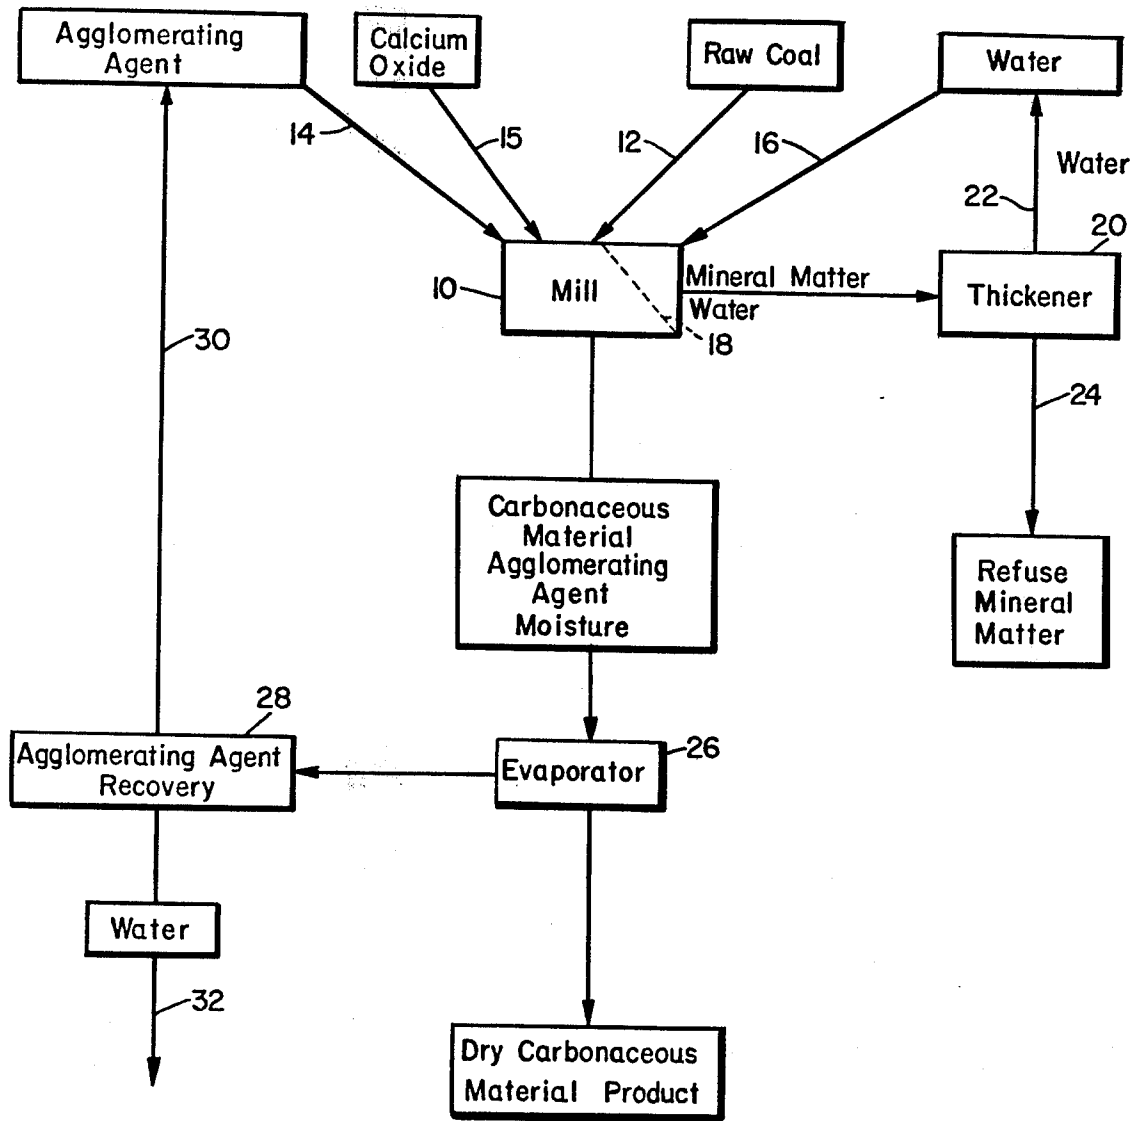 Agglomerating
Agent
Calcium
Oxide
Raw Coal
Water
14
15
12
16
Water
22
20
10
Mill
Mineral Matter
Water
18
Thickener
30
24
Carbonaceous
Material
Agglomerating
Agent
Moisture
Refuse
Mineral
Matter
28
Agglomerating Agent
Recovery
Evaporator
26
Water
32
Dry Carbonaceous
Material Product